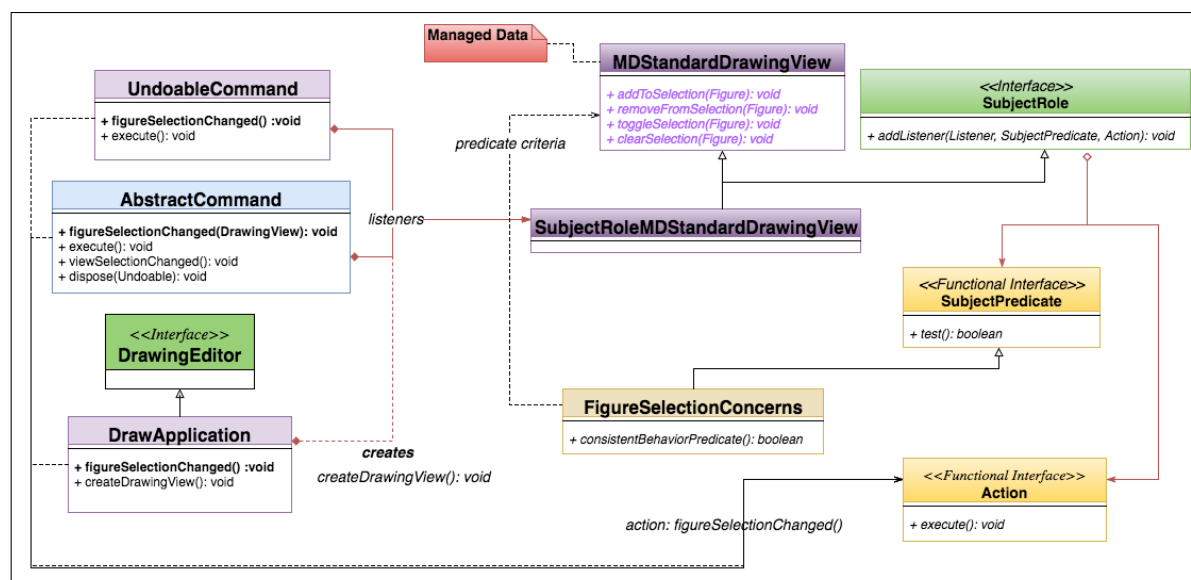 Managed Data
MDStandardDrawingView
+ addToSelection(Figure): void
+ removeFromSelection(Figure): void
+ toggleSelection(Figure): void
+ clearSelection(Figure): void
<<Interface>>
SubjectRole
+ addListener(Listener, SubjectPredicate, Action): void
UndoableCommand
+ figureSelectionChanged() :void
+ execute(): void
predicate criteria
AbstractCommand
+ figureSelectionChanged(DrawingView): void
+ execute(): void
+ viewSelectionChanged(): void
+ dispose(Undoable): void
listeners
SubjectRoleMDStandardDrawingView
<<Functional Interface>>
SubjectPredicate
+ test(): boolean
<<Interface>>
DrawingEditor
FigureSelectionConcerns
+ consistentBehaviorPredicate(): boolean
DrawApplication
+ figureSelectionChanged() :void
+ createDrawingView(): void
creates
createDrawingView(): void
<<Functional Interface>>
Action
+ execute(): void
action: figureSelectionChanged()